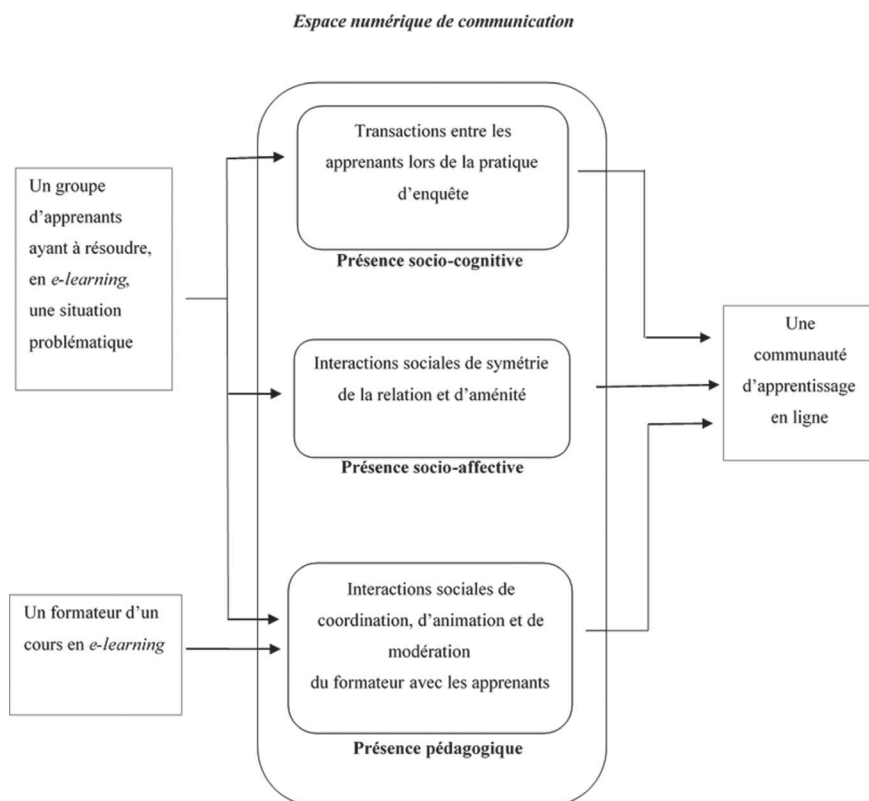 Espace numérique de communication
Un groupe
d’apprenants
ayant à résoudre,
en e-learning,
une situation
problématique
Un formateur d’un
cours en e-learning
Transactions entre les
apprenants lors de la pratique
d’enquête
Présence socio-cognitive
Interactions sociales de symétrie
de la relation et d’aménité
Présence socio-affective
Interactions sociales de
coordination, d’animation et de
modération
du formateur avec les apprenants
Présence pédagogique
Une
communauté
d’apprentissage
en ligne